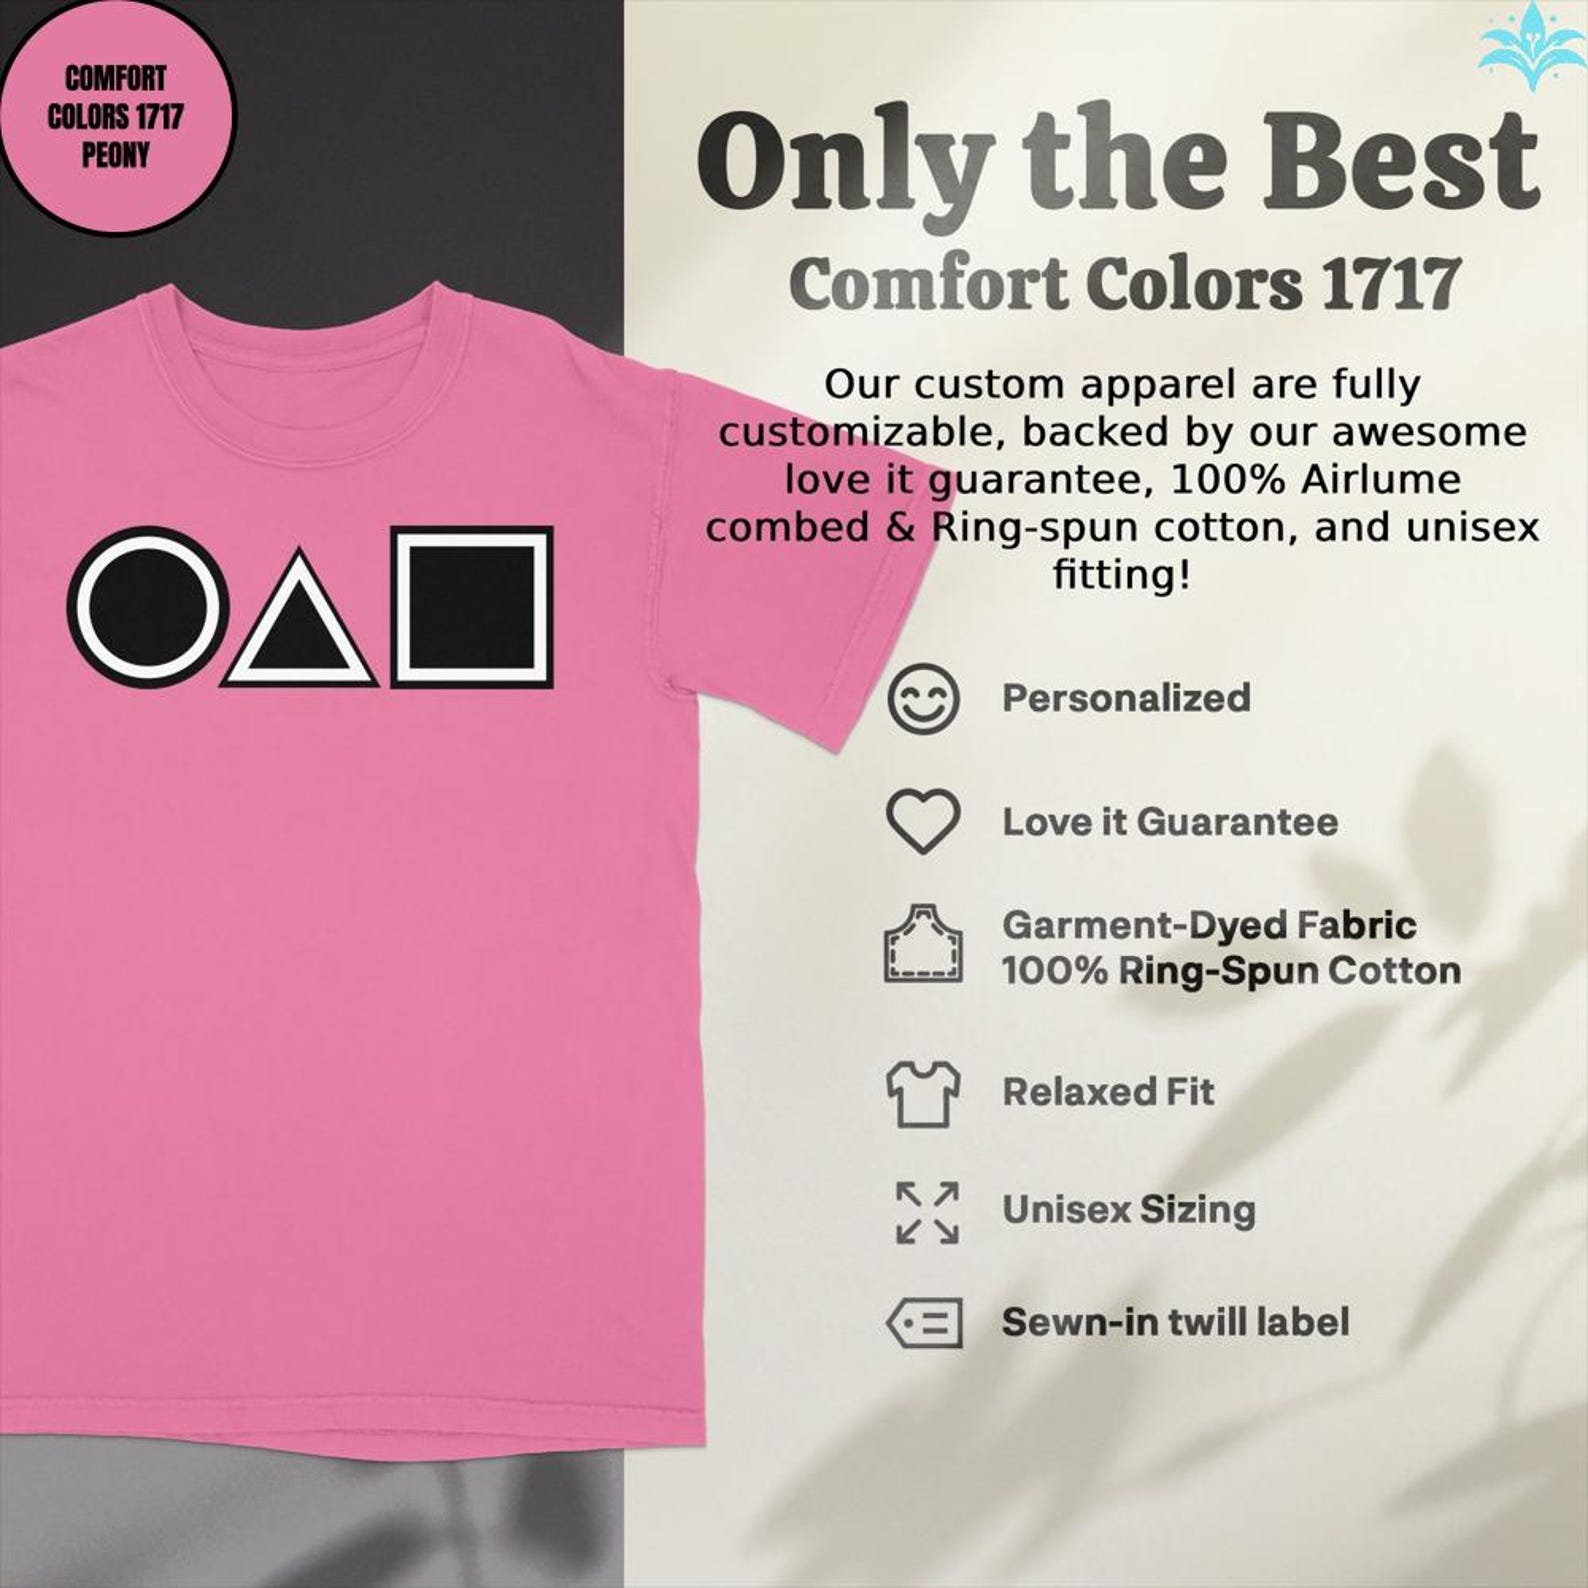 COMFORT
COLORS 1717
PEONY
Only the Best
Comfort Colors 1717
Our custom apparel are fully
customizable, backed by our awesome
love it guarantee, 100% Airlume
combed & Ring-spun cotton, and unisex
fitting!
Personalized
Love it Guarantee
Garment-Dyed Fabric
100% Ring-Spun Cotton
Relaxed Fit
Unisex Sizing
Sewn-in twill label